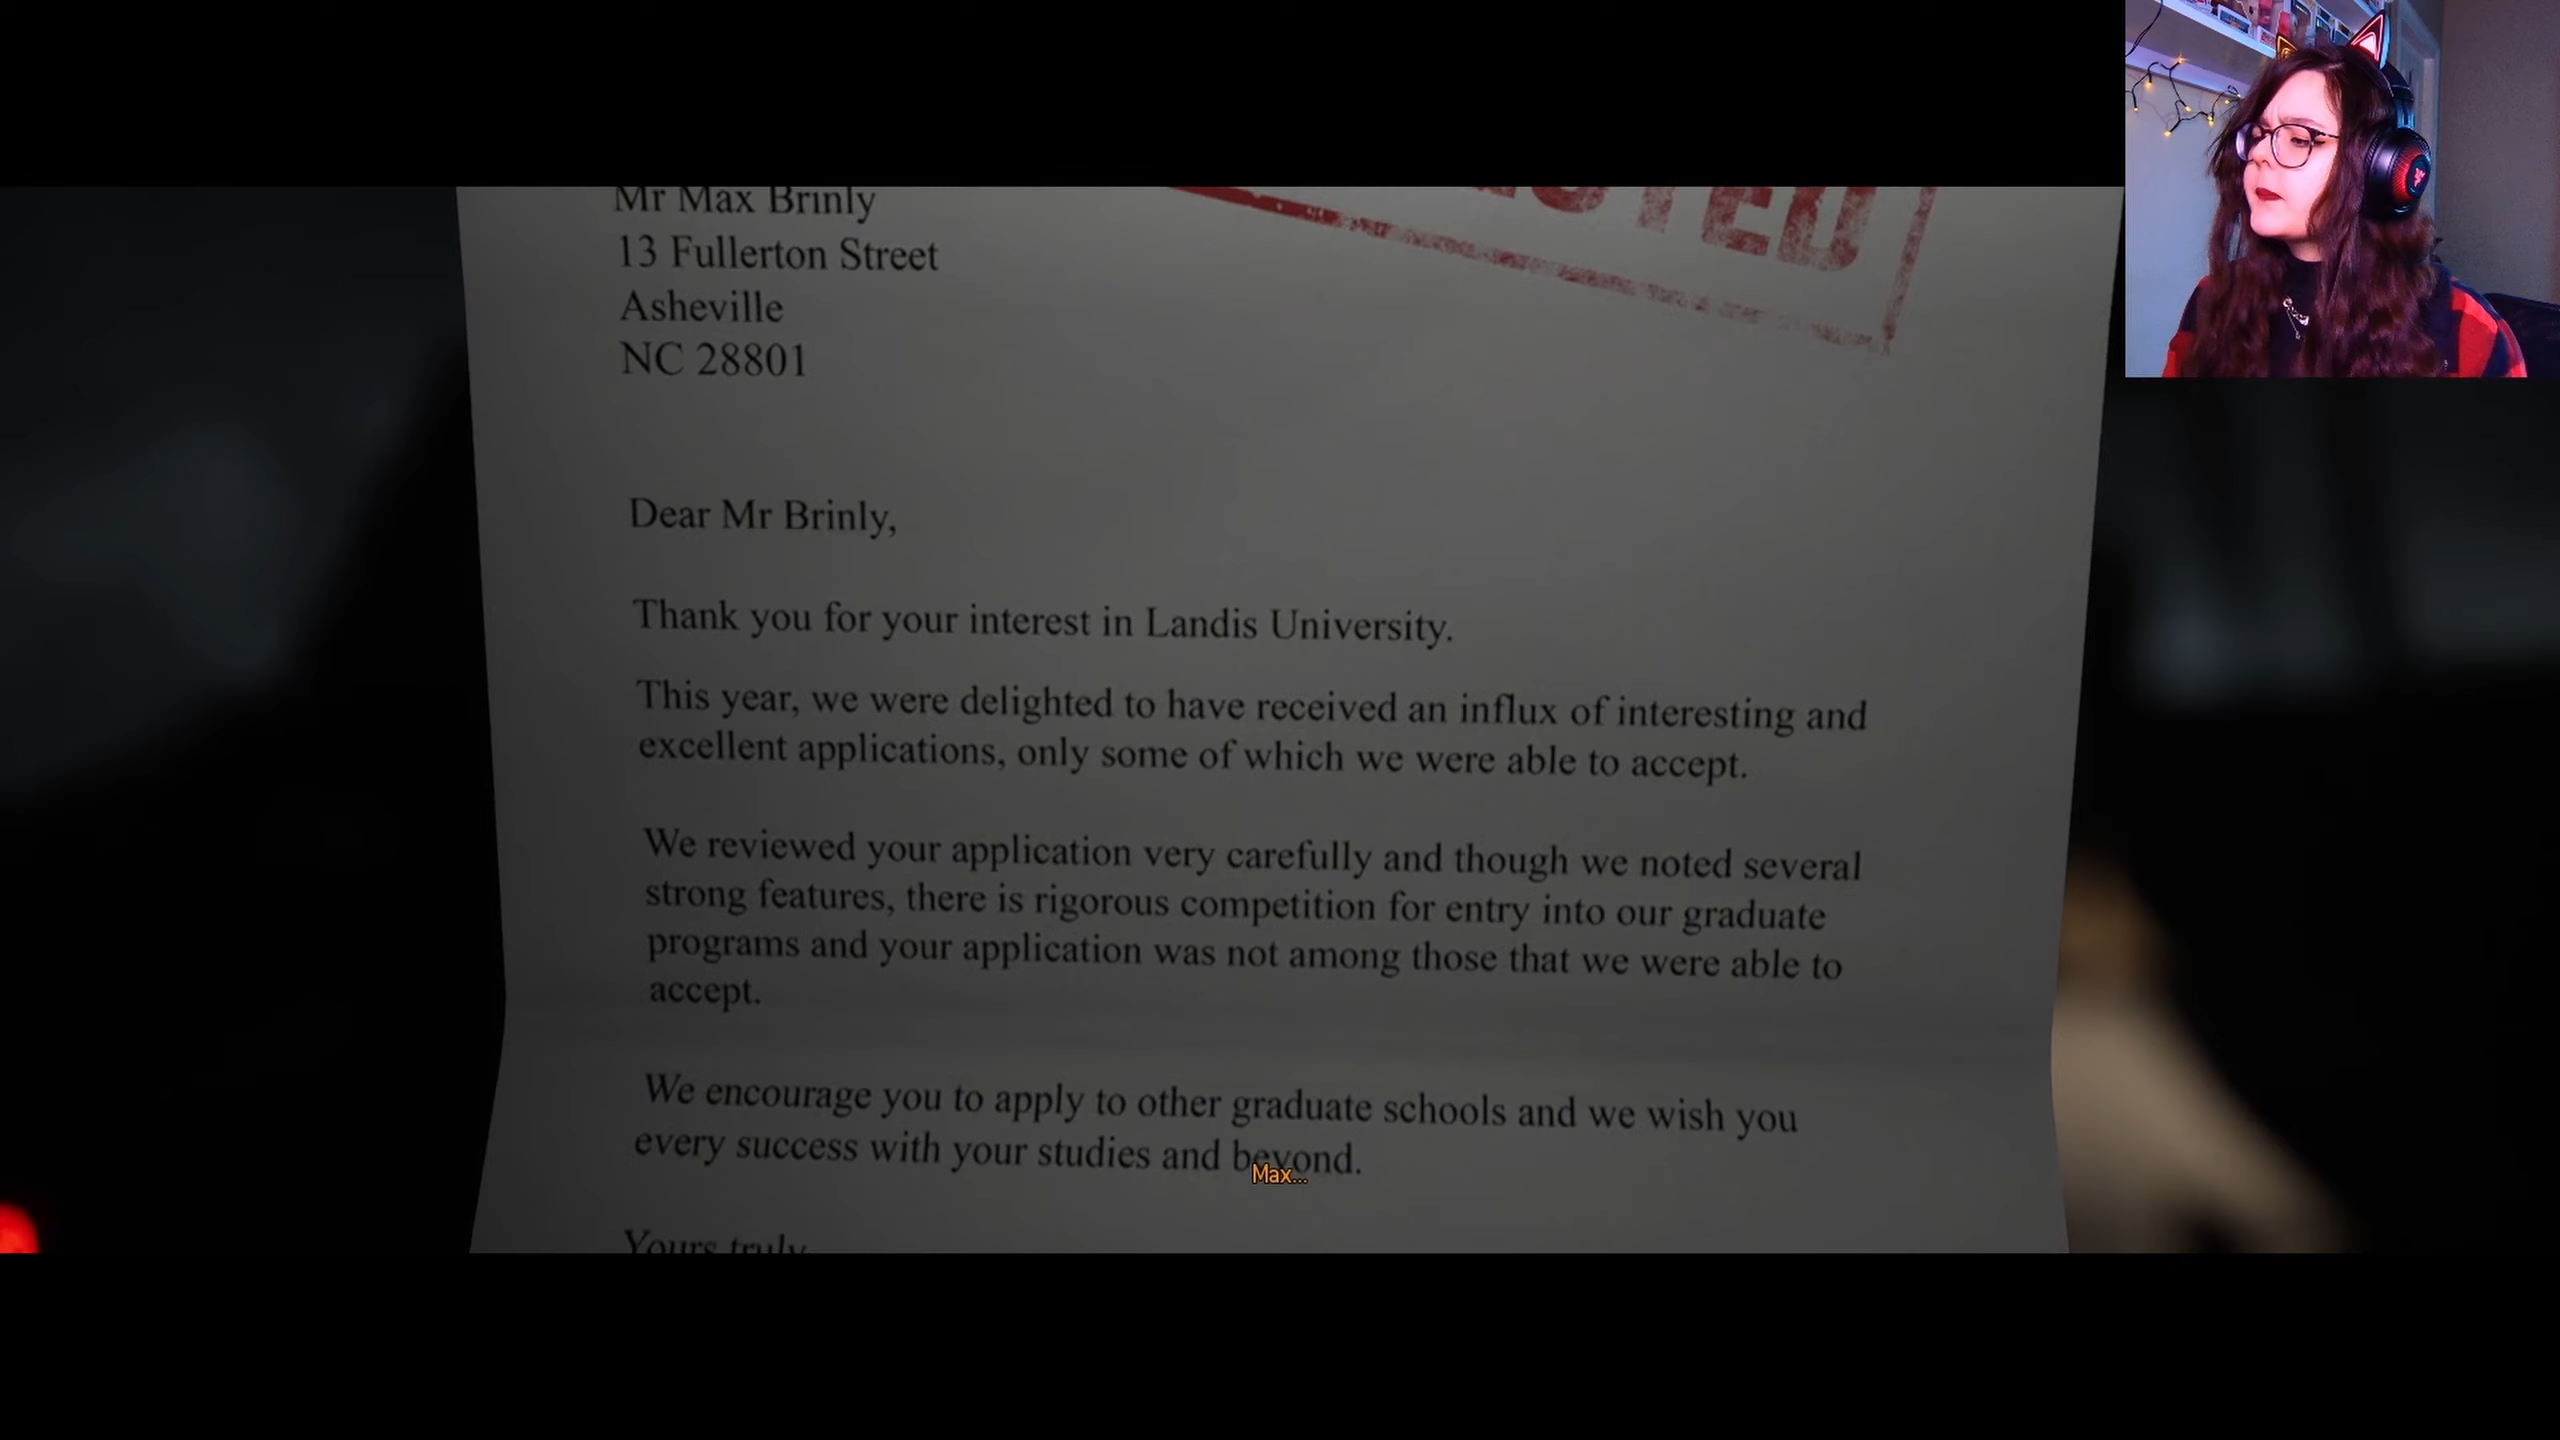 Mr Max Brinly
13 Fullerton Street
Asheville
NC 28801
Dear Mr Brinly,
Thank you for your interest in Landis University.
This year, we were delighted to have received an influx of interesting and
excellent applications, only some of which we were able to accept.
We reviewed your application very carefully and though we noted several
strong features, there is rigorous competition for entry into our graduate
programs and your application was not among those that we were able to
accept.
We encourage you to apply to other graduate schools and we wish you
every success with your studies and beyond.
Max...
Yours truly